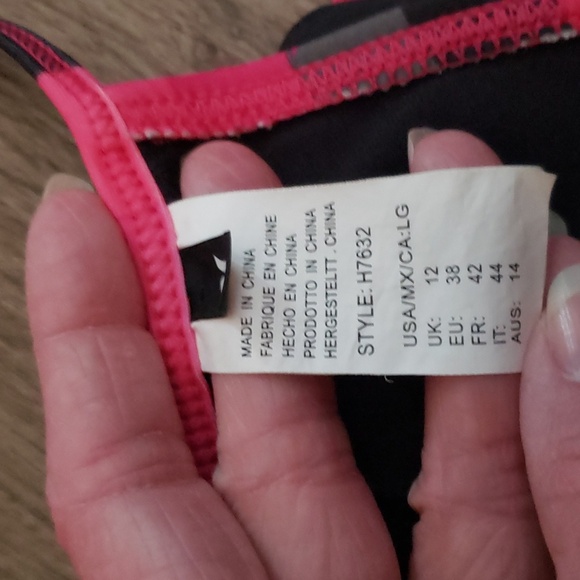 MADE IN CHINA
FABRIQUE EN CHINE
HECHO EN CHINA
PRODOTTO IN CHINA
HERGESTELTT . CHINA
STYLE: H7632
USA/MX/CA:LG
UK: 12
EU: 38
FR: 42
IT: 44
AUS: 14